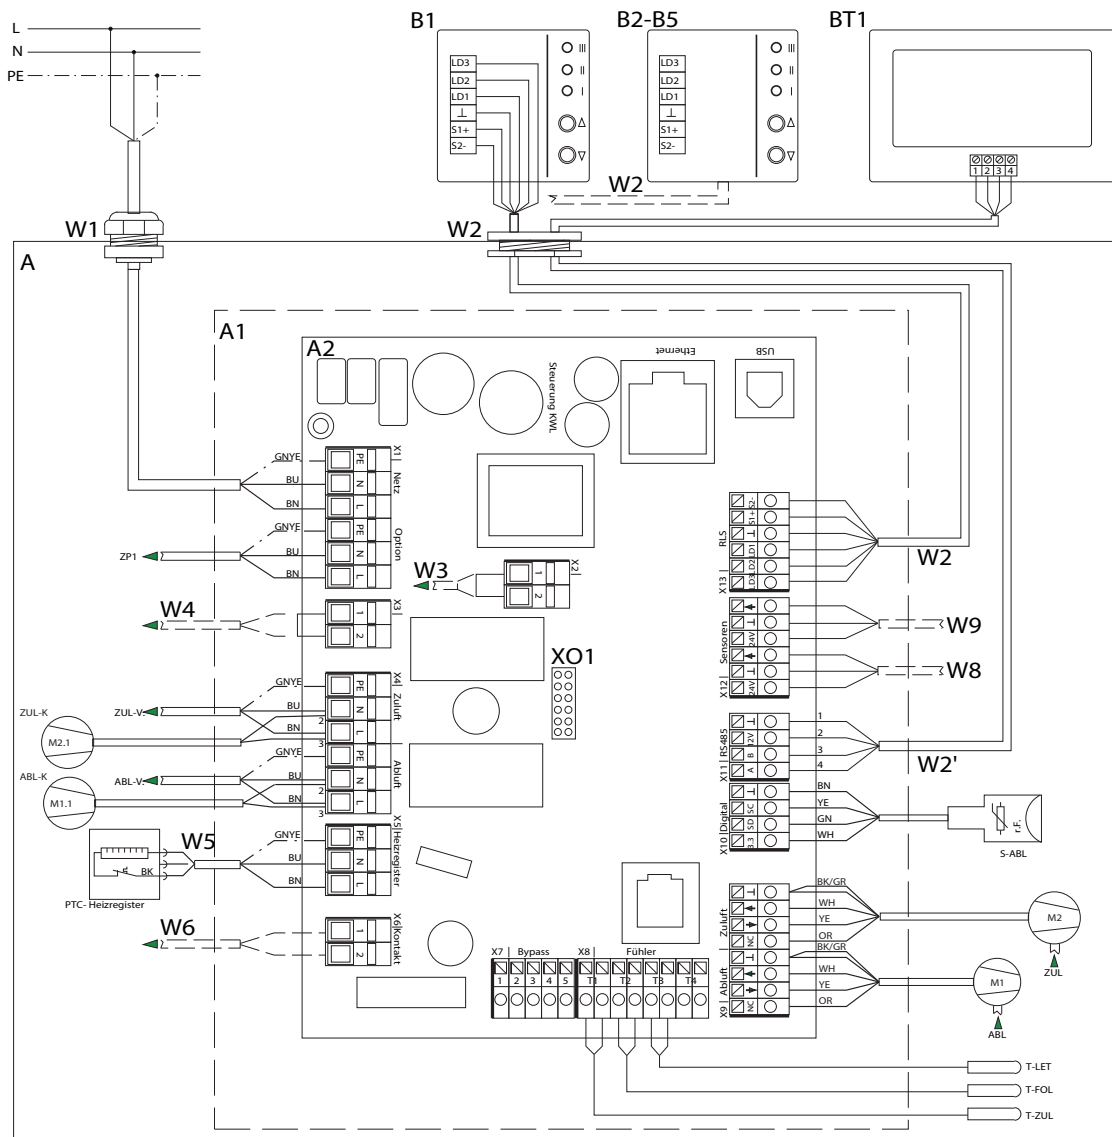 L
N
PE
W1
A
B1
LD3
LD2
LD1
⊥
S1+
S2-
III
II
I
B2-B5
LD3
LD2
LD1
⊥
S1+
S2-
III
II
I
W2
BT1
1 2 3 4
W2
A1
A2
Steuerung KWL
Ethernet
USB
GNYE
BU
BN
PE
N
L
X1
Netz
GNYE
BU
BN
PE
N
L
Option
ZP1
W3
1
2
X2
W4
1
2
X3
XO1
ZUL-K
M2.1
ZUL-V
GNYE
BU
BN
2
3
PE
N
L
X4
Zuluft
ABL-K
M1.1
ABL-V
GNYE
BU
BN
2
3
PE
N
L
Abluft
W5
BK
PTC- Heizregister
GNYE
BU
BN
PE
N
L
X5 Heizregister
W6
1
2
X6 Kontakt
X7 Bypass
1 2 3 4 5
X8 Fühler
T1 T2 T3 T4
RLS
X13
S2-
S1+
⊥
LD1
LD2
LD3
W2
Sensoren
X12
⊥
24V
⊥
24V
W9
W8
X11 RS485
⊥
12V
B
A
1
2
3
4
W2'
X10 Digital
⊥
SC
SD
3.3
BN
YE
GN
WH
r.F.
S-ABL
Zuluft
⊥
NC
BK/GR
WH
YE
OR
M2
ZUL
X9 Abluft
⊥
NC
BK/GR
WH
YE
OR
M1
ABL
T-LET
T-FOL
T-ZUL